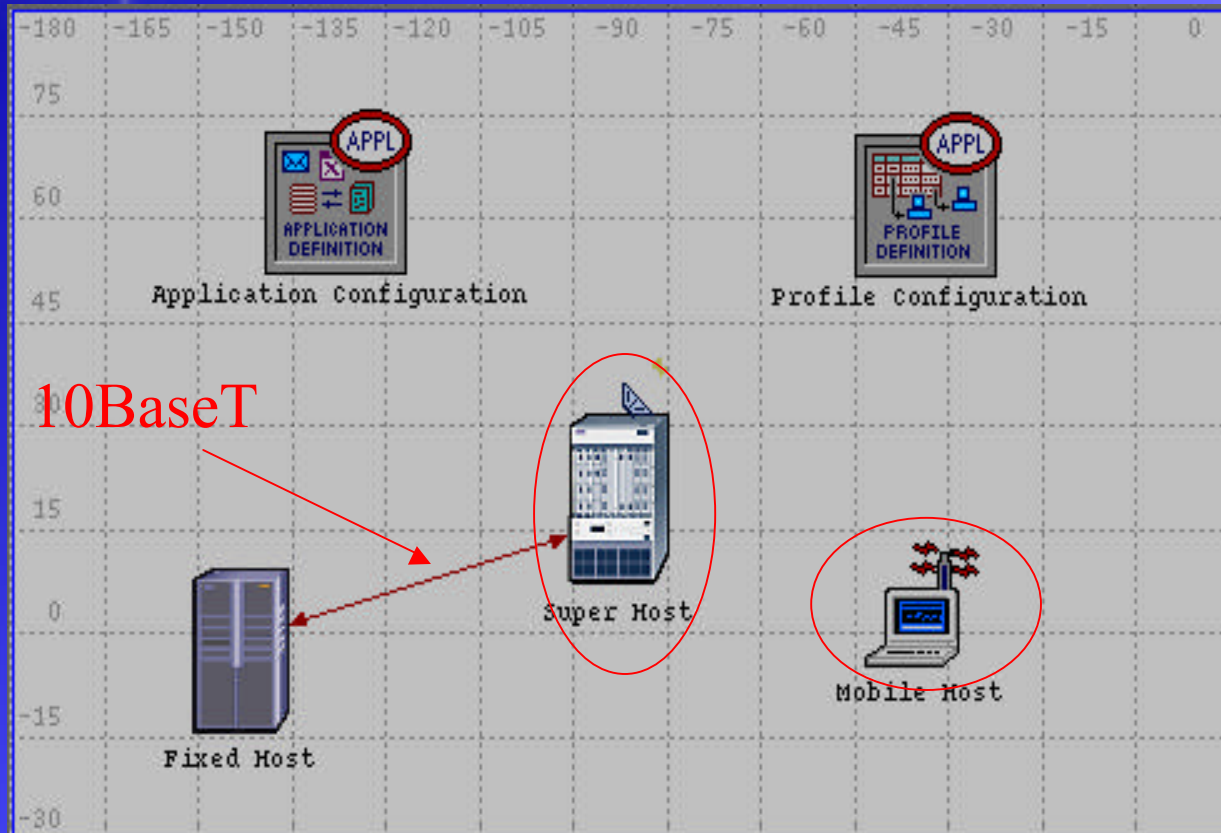 -180 -165 -150 -135 -120 -105 -90 -75 -60 -45 -30 -15 0
75
APPL APPL
60
APPLICATION
DEFINITION
PROFILE
DEFINITION
Application Configuration
Profile Configuration
45
30
10BaseT
15
0
Super Host
Mobile Host
-15
Fixed Host
-30